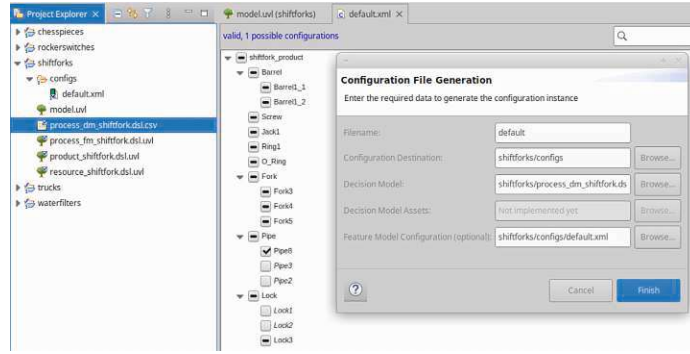 Project Explorer
chesspieces
rockerswitches
shiftforks
configs
default.xml
model.uvl
process_dm_shiftfork.dsl.csv
process_fm_shiftfork.dsl.uvl
product_shiftfork.dsl.uvl
resource_shiftfork.dsl.uvl
trucks
waterfilters
model.uvl (shiftforks)
default.xml
valid, 1 possible configurations
shiftfork_product
Barrel
Barrel1_1
Barrel1_2
Screw
Jack1
Ring1
O_Ring
Fork
Fork3
Fork4
Fork5
Pipe
Pipe8
Pipe3
Pipe2
Lock
Lock1
Lock2
Lock3
Configuration File Generation
Enter the required data to generate the configuration instance
Filename: default
Configuration Destination: shiftforks/configs Browse...
Decision Model: shiftforks/process_dm_shiftfork.ds Browse...
Decision Model Assets: Not implemented yet Browse...
Feature Model Configuration (optional): shiftforks/configs/default.xml Browse...
? Cancel Finish